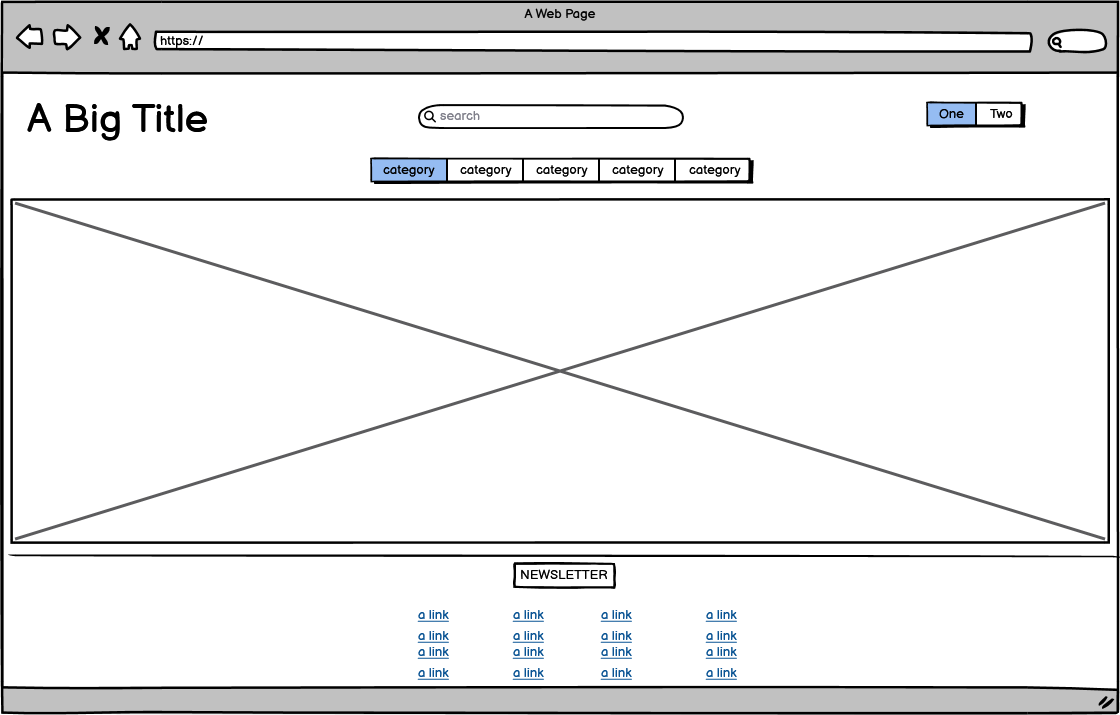 A Web Page
https://
A Big Title
search
One Two
category category category category category
NEWSLETTER
a link a link a link a link
a link a link a link a link
a link a link a link a link
a link a link a link a link